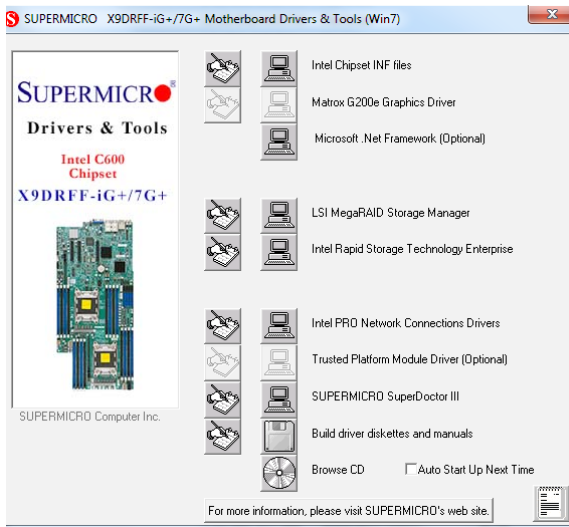 SUPERMICRO X9DRFF-iG+/7G+ Motherboard Drivers & Tools (Win7)
SUPERMICRO®
Drivers & Tools
Intel C600
Chipset
X9DRFF-iG+/7G+
SUPERMICRO Computer Inc.
Intel Chipset INF files
Matrox G200e Graphics Driver
Microsoft .Net Framework (Optional)
LSI MegaRAID Storage Manager
Intel Rapid Storage Technology Enterprise
Intel PRO Network Connections Drivers
Trusted Platform Module Driver (Optional)
SUPERMICRO SuperDoctor III
Build driver diskettes and manuals
Browse CD Auto Start Up Next Time
For more information, please visit SUPERMICRO's web site.